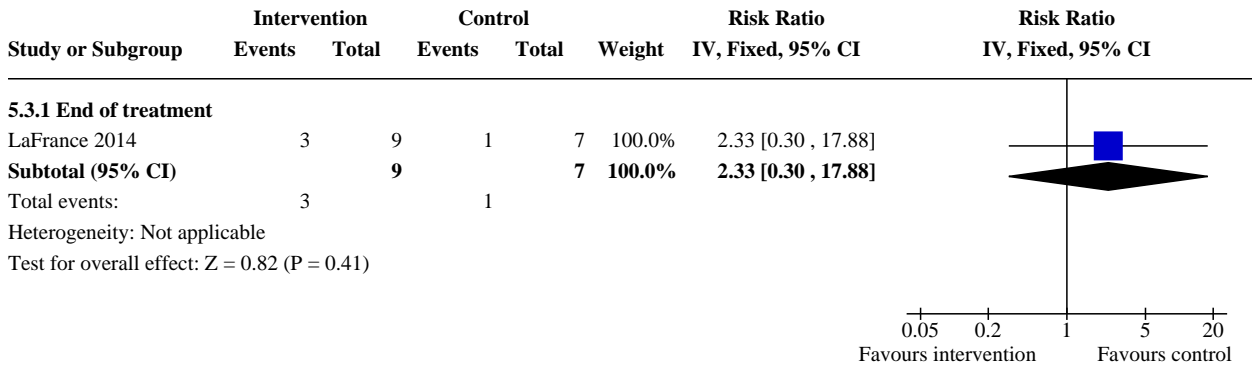 Intervention Control Risk Ratio Risk Ratio
Study or Subgroup Events Total Events Total Weight IV, Fixed, 95% CI IV, Fixed, 95% CI
5.3.1 End of treatment
LaFrance 2014 3 9 1 7 100.0% 2.33 [0.30 , 17.88]
Subtotal (95% CI) 9 7 100.0% 2.33 [0.30 , 17.88]
Total events: 3 1
Heterogeneity: Not applicable
Test for overall effect: Z = 0.82 (P = 0.41)
0.05 0.2 1 5 20
Favours intervention Favours control